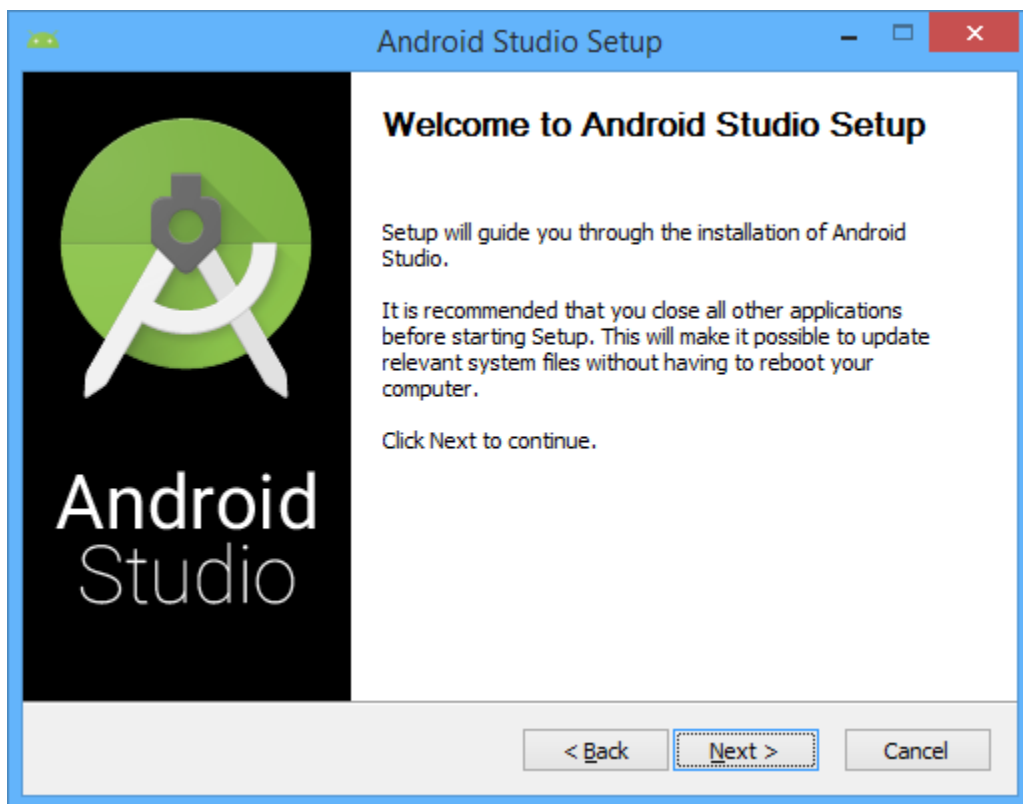 Android Studio Setup
Welcome to Android Studio Setup
Setup will guide you through the installation of Android
Studio.
It is recommended that you close all other applications
before starting Setup. This will make it possible to update
relevant system files without having to reboot your
computer.
Click Next to continue.
Android
Studio
< Back
Next >
Cancel